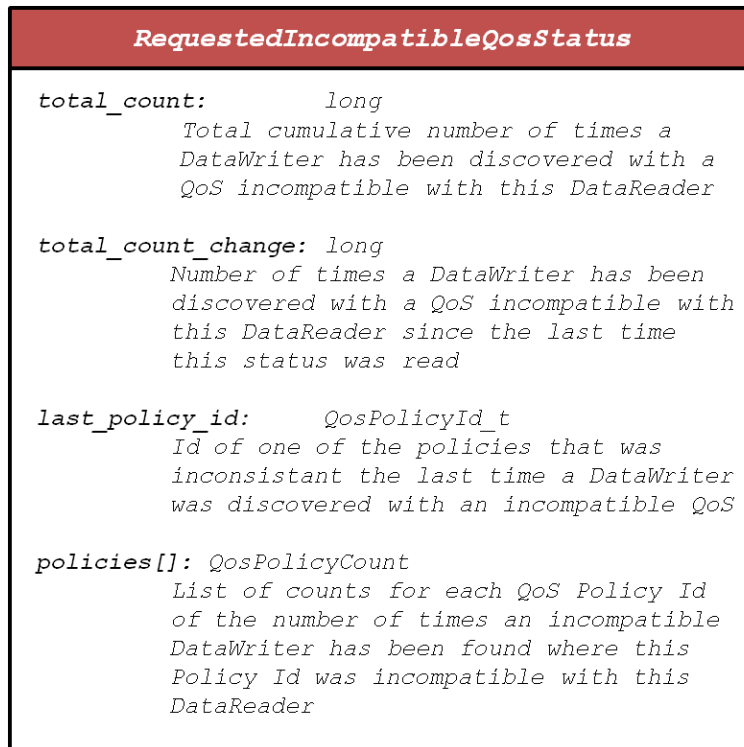 RequestedIncompatibleQosStatus
total_count: long
Total cumulative number of times a
DataWriter has been discovered with a
QoS incompatible with this DataReader
total_count_change: long
Number of times a DataWriter has been
discovered with a QoS incompatible with
this DataReader since the last time
this status was read
last_policy_id: QosPolicyId_t
Id of one of the policies that was
inconsistant the last time a DataWriter
was discovered with an incompatible QoS
policies[]: QosPolicyCount
List of counts for each QoS Policy Id
of the number of times an incompatible
DataWriter has been found where this
Policy Id was incompatible with this
DataReader